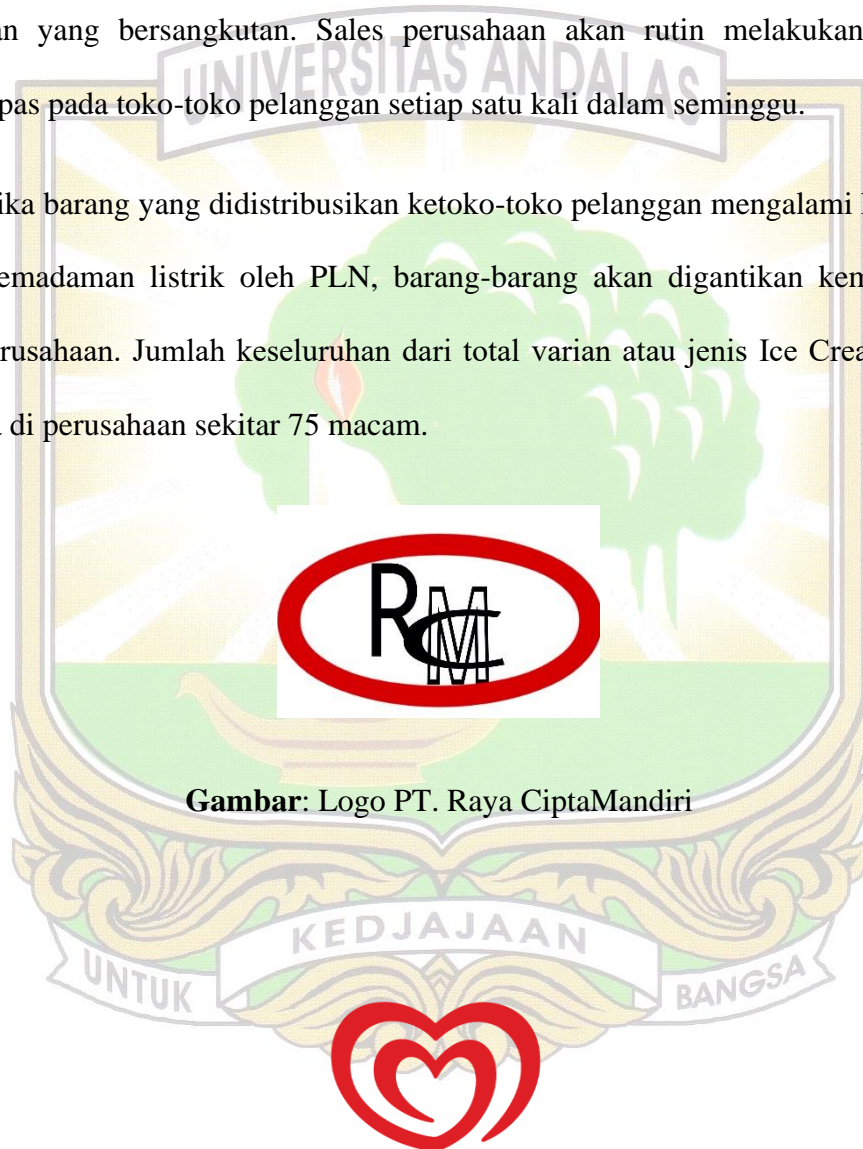 an yang bersangkutan. Sales perusahaan akan rutin melakukan
pas pada toko-toko pelanggan setiap satu kali dalam seminggu.
ika barang yang didistribusikan ketoko-toko pelanggan mengalami
emadaman listrik oleh PLN, barang-barang akan digantikan kem
rusahaan. Jumlah keseluruhan dari total varian atau jenis Ice Crea
di perusahaan sekitar 75 macam.
UNIVERSITAS ANDALAS
RCM
Gambar: Logo PT. Raya CiptaMandiri
KEDJAJAAN
UNTUK BANGSA